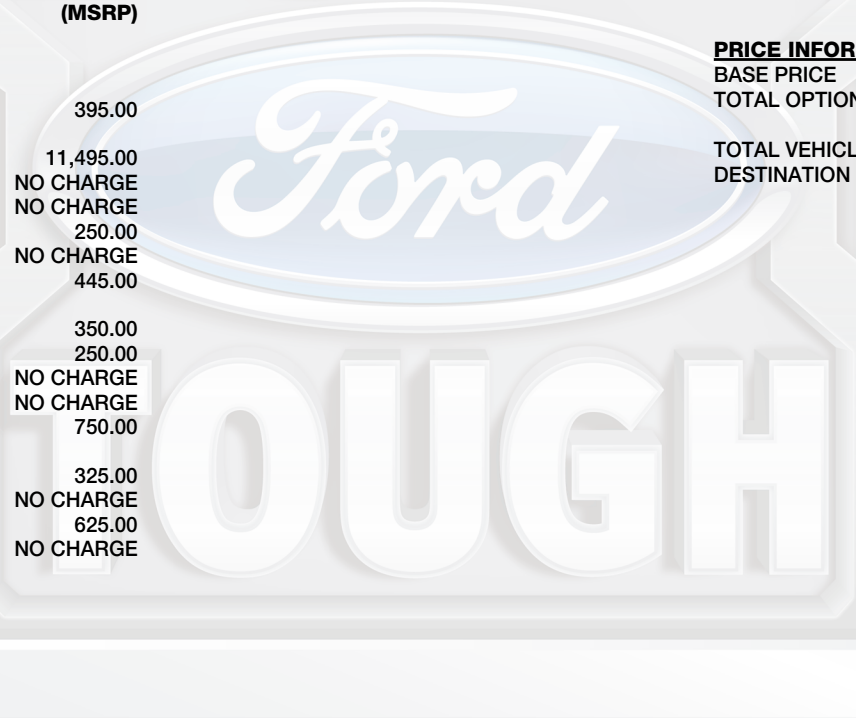 (MSRP)
395.00
11,495.00
NO CHARGE
NO CHARGE
250.00
NO CHARGE
445.00
350.00
250.00
NO CHARGE
NO CHARGE
750.00
325.00
NO CHARGE
625.00
NO CHARGE
PRICE INFOR
BASE PRICE
TOTAL OPTION
TOTAL VEHICL
DESTINATION
Ford
TOUGH